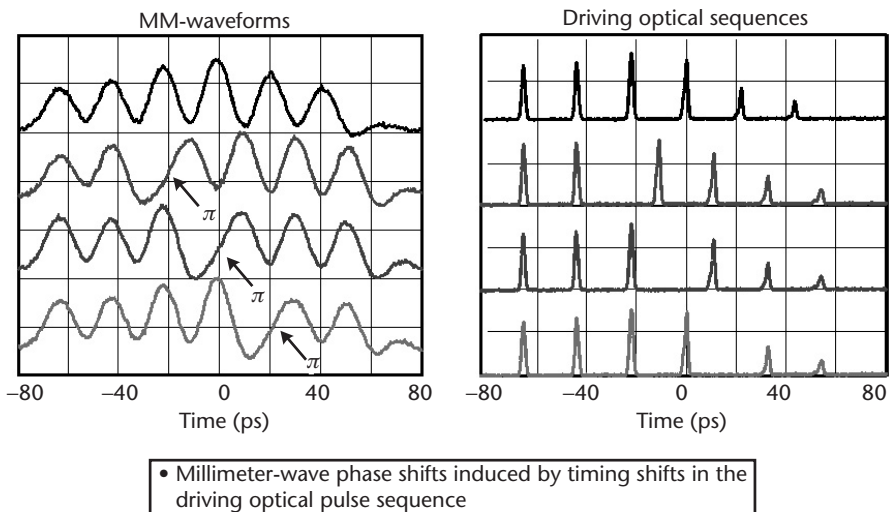 MM-waveforms
Driving optical sequences
π
π
π
−80
−40
0
40
80
Time (ps)
−80
−40
0
40
80
Time (ps)
• Millimeter-wave phase shifts induced by timing shifts in the
driving optical pulse sequence